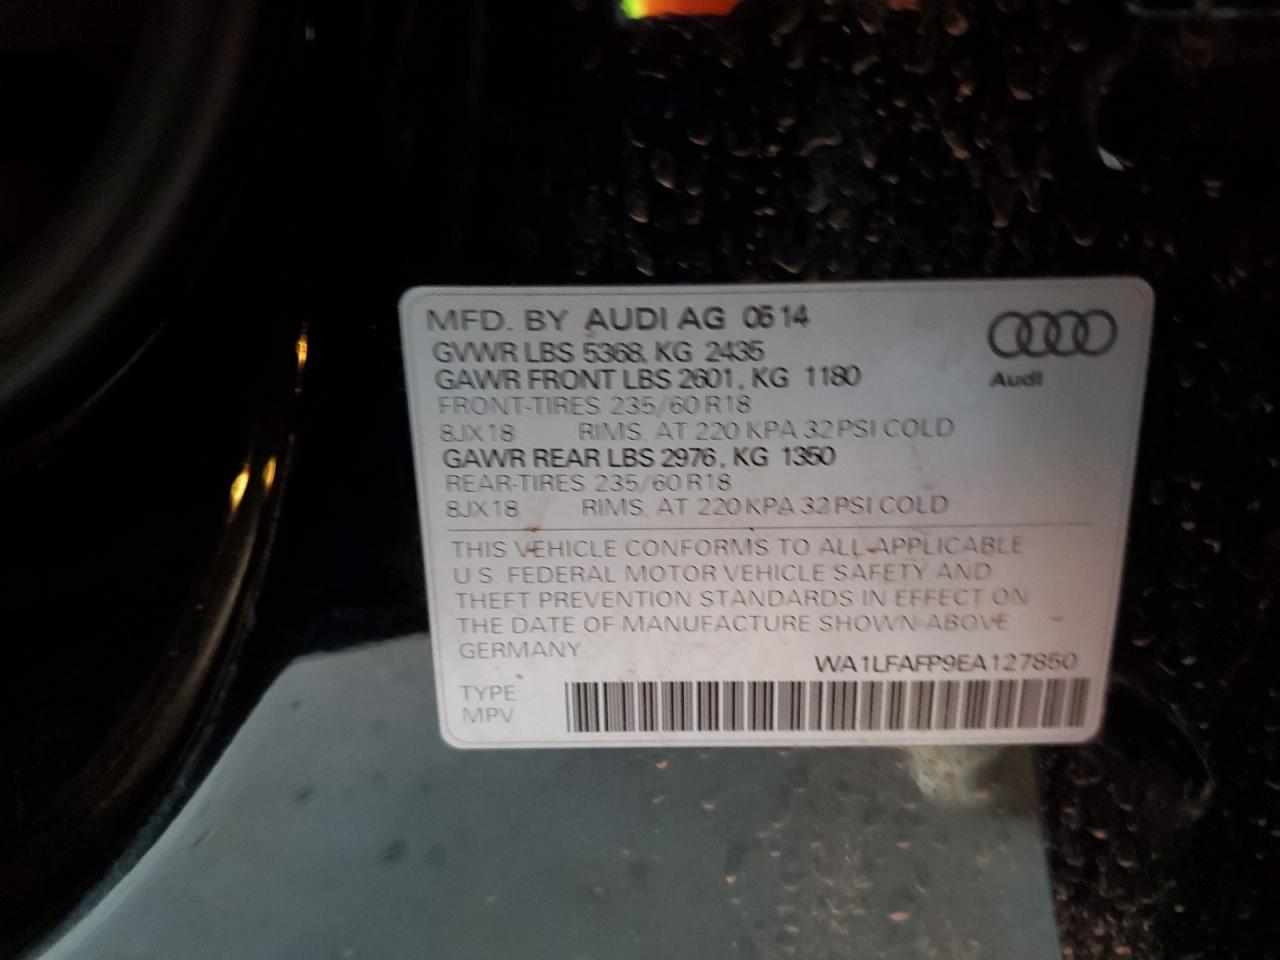 MFD. BY AUDI AG 0514
GVWR LBS 5368, KG 2435
GAWR FRONT LBS 2601, KG 1180
FRONT-TIRES 235/60 R18
8JX18 RIMS, AT 220 KPA 32 PSI COLD
GAWR REAR LBS 2976, KG 1350
REAR-TIRES 235/60 R18
8JX18 RIMS, AT 220 KPA 32 PSI COLD
Audi
THIS VEHICLE CONFORMS TO ALL APPLICABLE
U.S. FEDERAL MOTOR VEHICLE SAFETY AND
THEFT PREVENTION STANDARDS IN EFFECT ON
THE DATE OF MANUFACTURE SHOWN ABOVE
GERMANY
WA1LFAFP9EA127850
TYPE:
MPV